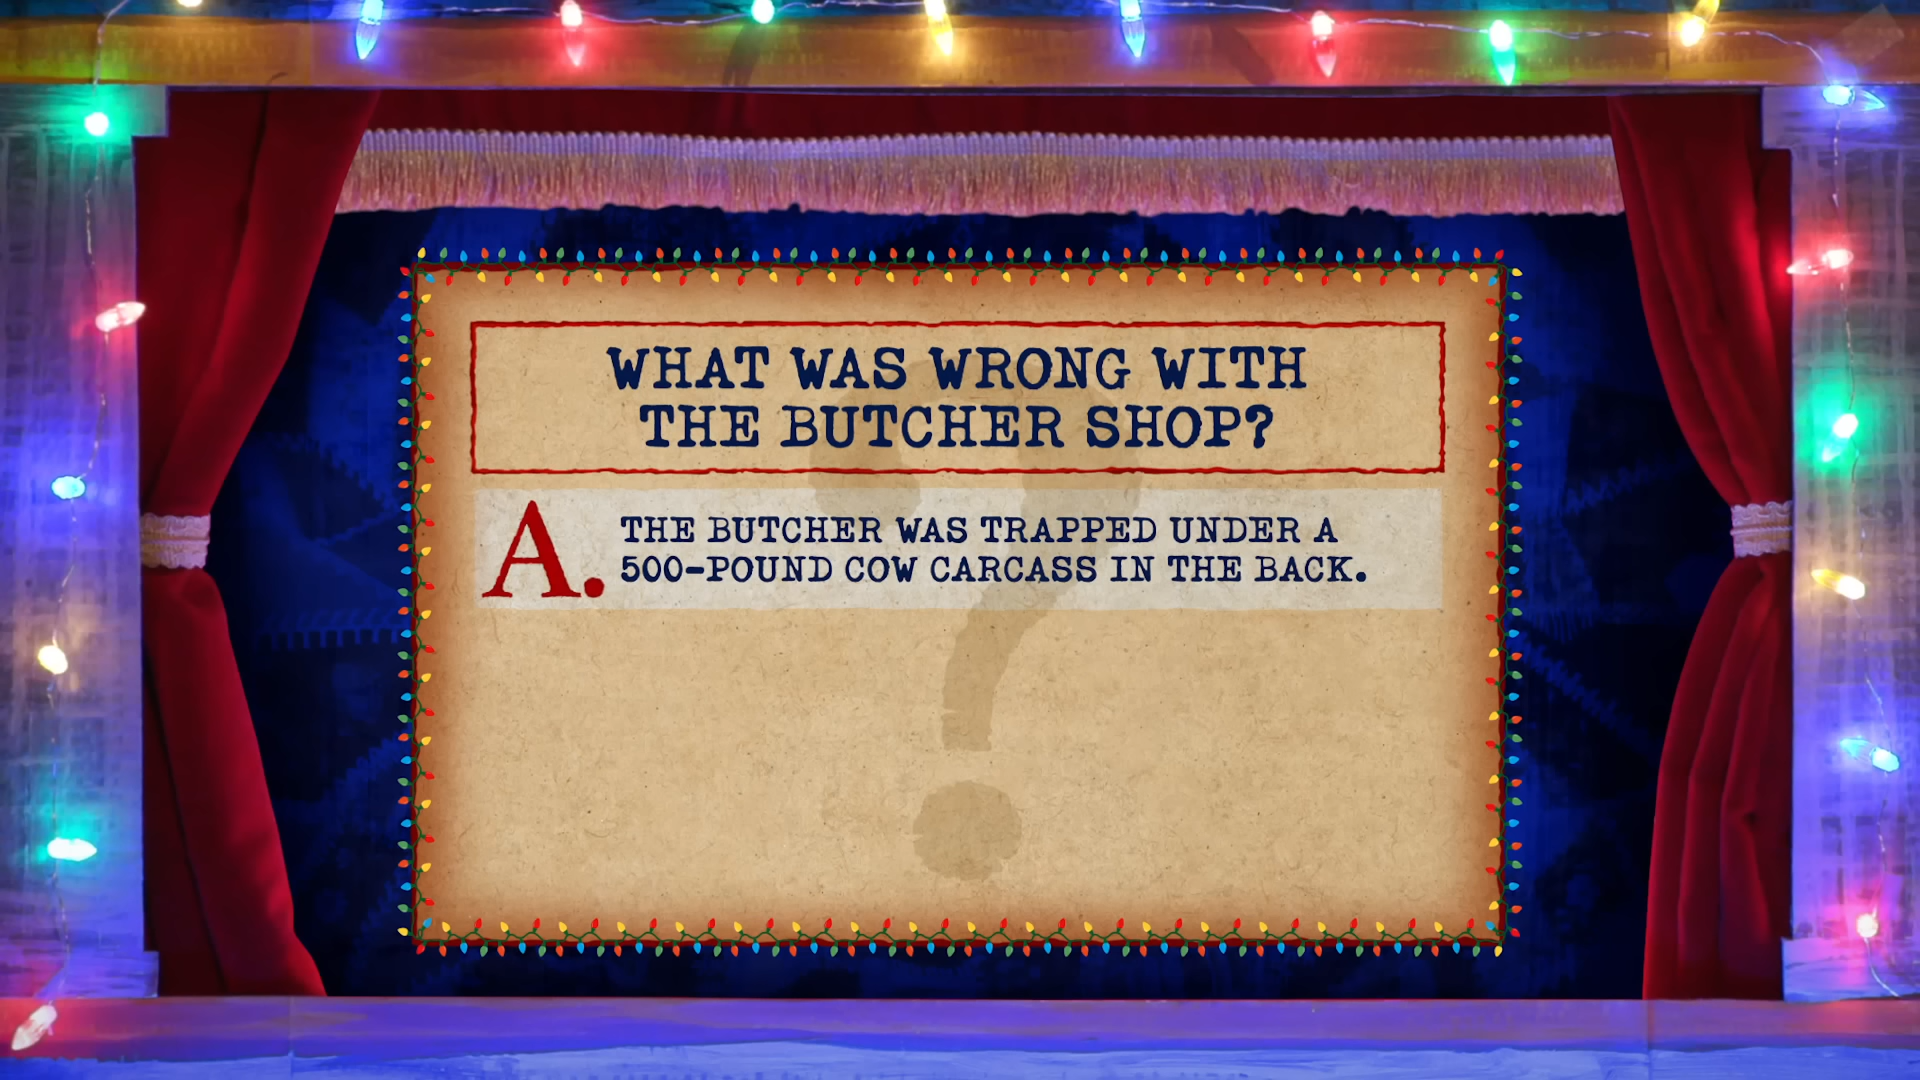 WHAT WAS WRONG WITH
THE BUTCHER SHOP?
A. THE BUTCHER WAS TRAPPED UNDER A
500-POUND COW CARCASS IN THE BACK.